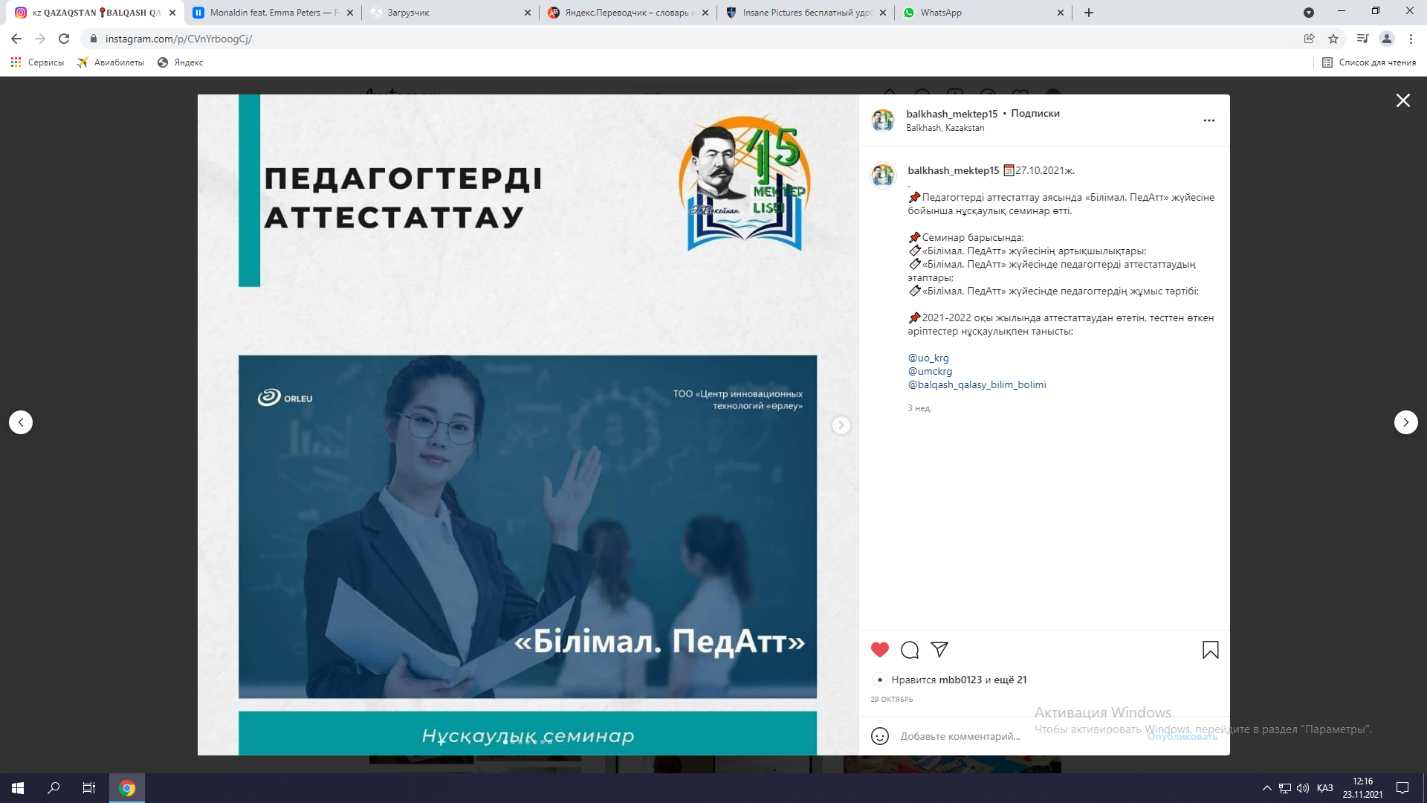 kz QAZAQSTAN 📍BALQASH QA
Monaldin feat. Emma Peters — F
Загрузчик
Яндекс.Переводчик – словарь и
Insane Pictures бесплатный удоб
WhatsApp
instagram.com/p/CVnYrboogCj/
Сервисы
Авиабилеты
Яндекс
Список для чтения
ПЕДАГОГТЕРДІ
АТТЕСТАТТАУ
15
МЕКТЕП
LISEI
ORLEU
ТОО «Центр инновационных
технологий «өрлеу»
«Білімал. ПедАтт»
Нұсқаулық семинар
balkhash_mektep15 • Подписки
Balkhash, Kazakstan
balkhash_mektep15 📅27.10.2021ж.
.
📌Педагогтерді аттестаттау аясында «Білімал. ПедАтт» жүйесіне
бойынша нұсқаулық семинар өтті.
📌Семинар барысында:
🖇«Білімал. ПедАтт» жүйесінің артықшылықтары;
🖇«Білімал. ПедАтт» жүйесінде педагогтерді аттестаттаудың
этаптары;
🖇«Білімал. ПедАтт» жүйесінде педагогтердің жұмыс тәртібі;
📌2021-2022 оқу жылында аттестаттаудан өтетін, тесттен өткен
әріптестер нұсқаулықпен танысты;
@uo_krg
@umckrg
@balqash_qalasy_bilim_bolimi
3 нед.
Нравится mbb0123 и ещё 21
29 ОКТЯБРЬ
Добавьте комментарий...
Опубликовать
Активация Windows
Чтобы активировать Windows, перейдите в раздел "Параметры".
ҚАЗ
12:16
23.11.2021